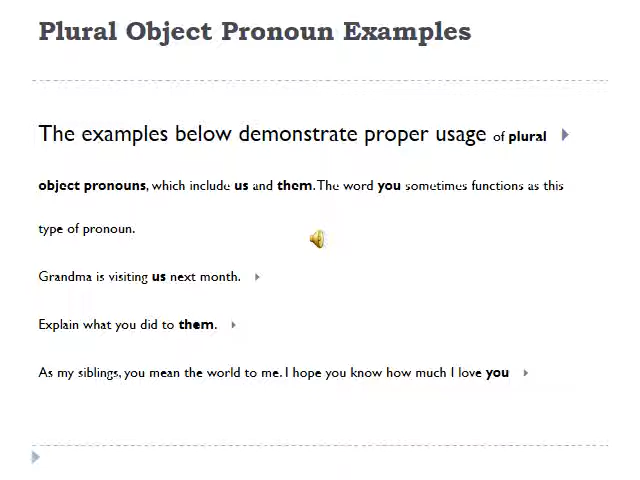 Plural Object Pronoun Examples
The examples below demonstrate proper usage of plural
object pronouns, which include us and them. The word you sometimes functions as this
type of pronoun.
Grandma is visiting us next month.
Explain what you did to them.
As my siblings, you mean the world to me. I hope you know how much I love you